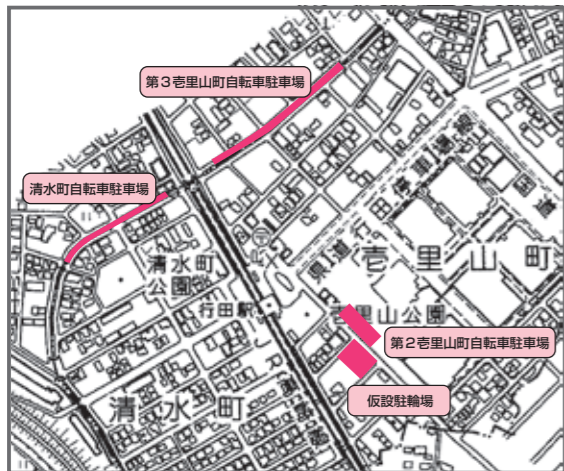 第3壱里山町自転車駐車場
清水町自転車駐車場
清水町
公園
壱里山町
行田駅
壱里山公園
第2壱里山町自転車駐車場
仮設駐輪場
清水町